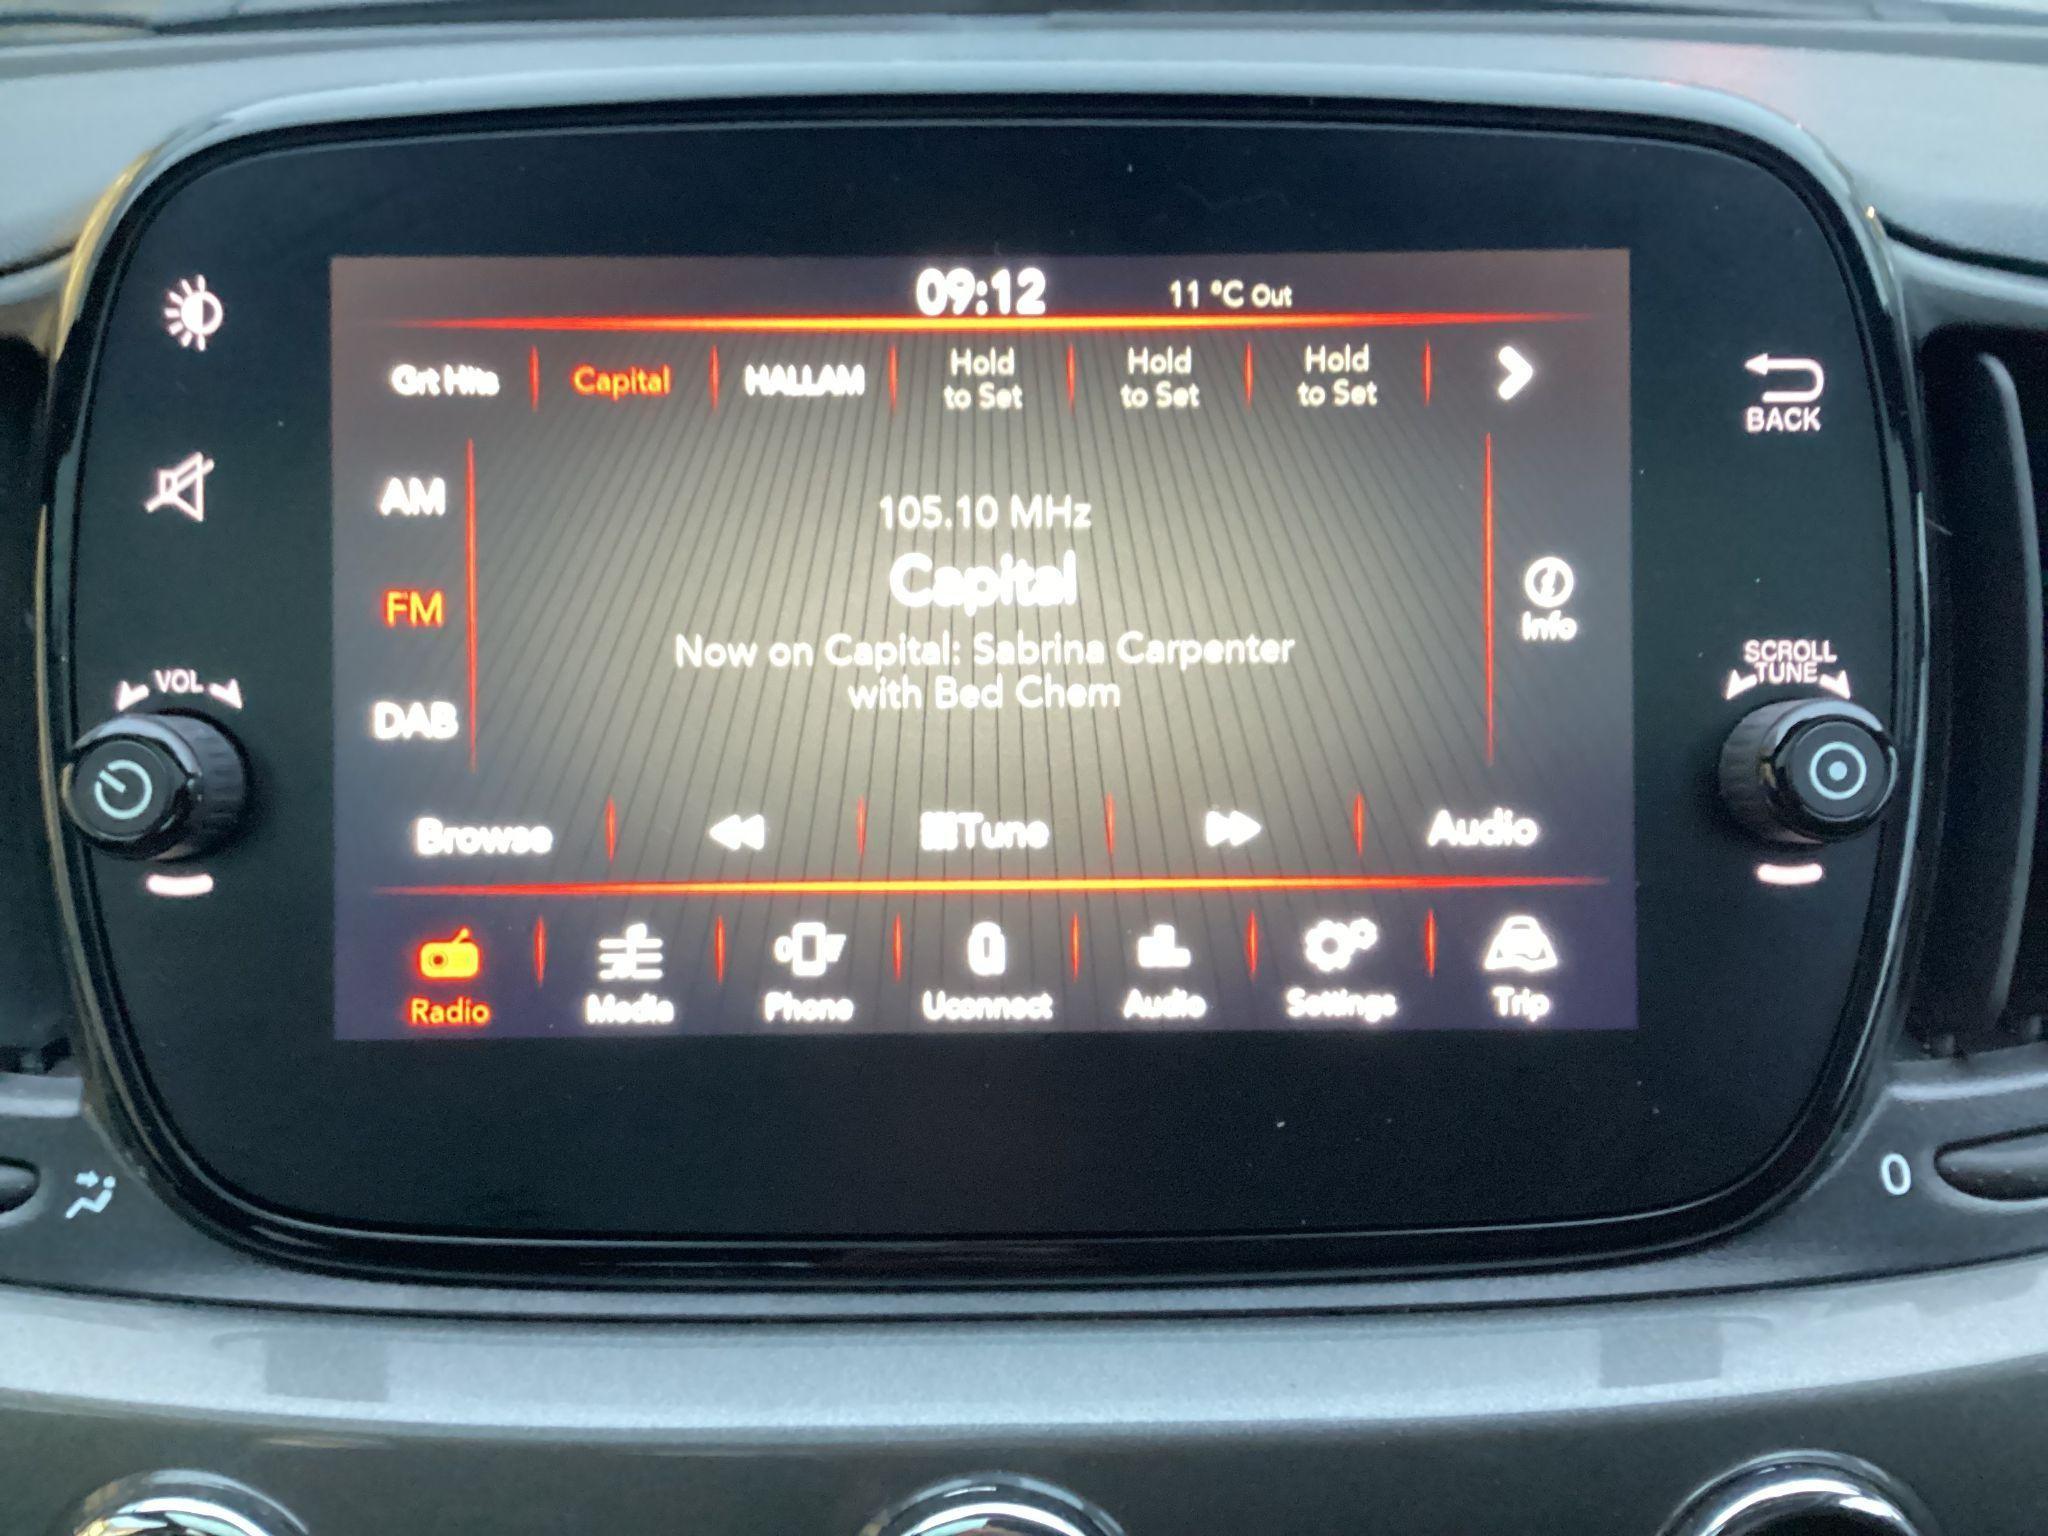 09:12
11 °C Out
Grt Hits
Capital
HALLAM
Hold
to Set
Hold
to Set
Hold
to Set
BACK
AM
105.10 MHz
Capital
FM
Info
Now on Capital: Sabrina Carpenter
with Bed Chem
DAB
VOL
SCROLL
TUNE
Browse
Tune
Audio
Radio
Media
Phone
Uconnect
Audio
Settings
Trip
0